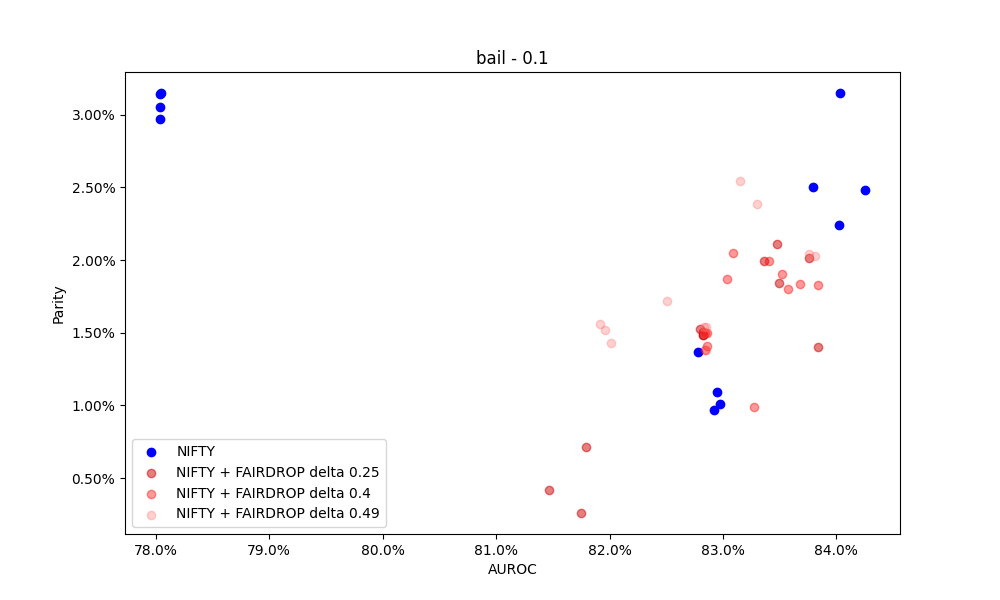 bail - 0.1
3.00%
2.50%
2.00%
1.50%
1.00%
0.50%
Parity
NIFTY
NIFTY + FAIRDROP delta 0.25
NIFTY + FAIRDROP delta 0.4
NIFTY + FAIRDROP delta 0.49
78.0% 79.0% 80.0% 81.0% 82.0% 83.0% 84.0%
AUROC